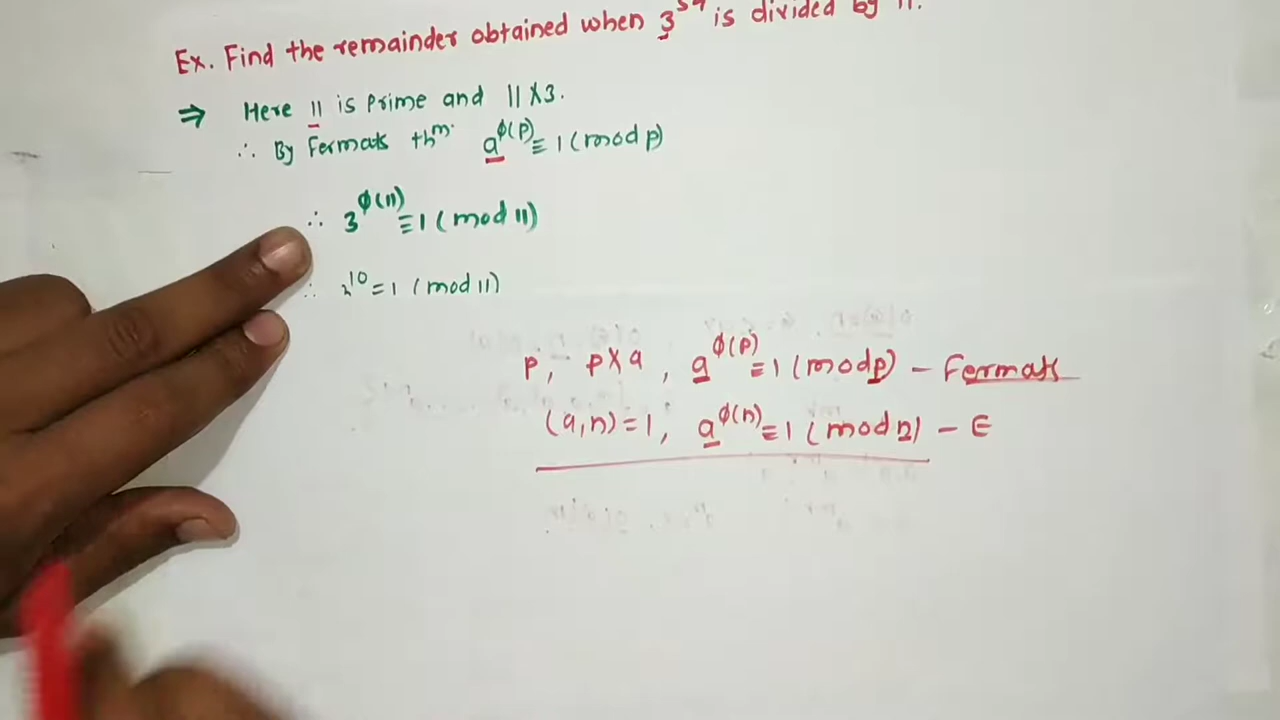 Ex. Find the remainder obtained when 3^54 is divided by 11.
⇒ Here 11 is prime and 11∤3.
∴ By Fermats thm. a^ϕ(p) ≡ 1 (mod p)
∴ 3^ϕ(11) ≡ 1 (mod 11)
∴ 3^10 = 1 (mod 11)
p, p∤a, a^ϕ(p) ≡ 1 (mod p) – Fermats
(a,n)=1, a^ϕ(n) ≡ 1 (mod n) – E